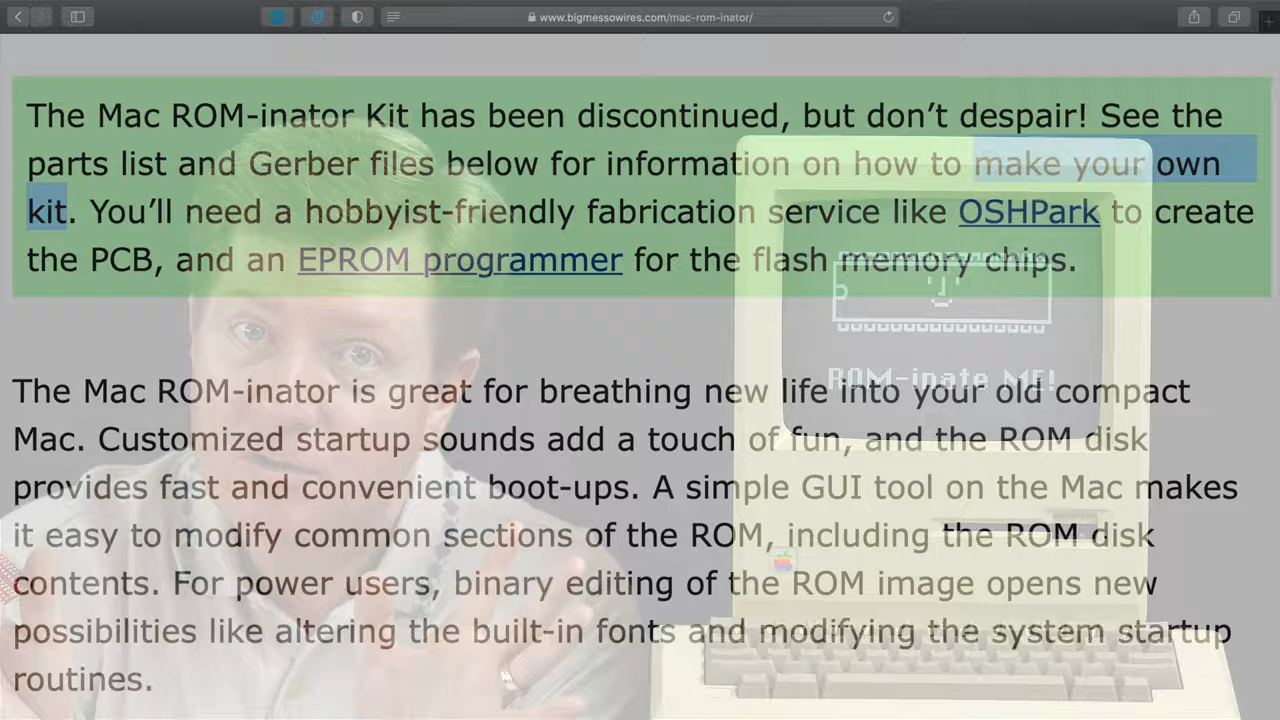 www.bigmessowires.com/mac-rom-inator/
The Mac ROM-inator Kit has been discontinued, but don’t despair! See the
parts list and Gerber files below for information on how to make your own
kit. You’ll need a hobbyist-friendly fabrication service like OSHPark to create
the PCB, and an EPROM programmer for the flash memory chips.
ROM-inate ME!
The Mac ROM-inator is great for breathing new life into your old compact
Mac. Customized startup sounds add a touch of fun, and the ROM disk
provides fast and convenient boot-ups. A simple GUI tool on the Mac makes
it easy to modify common sections of the ROM, including the ROM disk
contents. For power users, binary editing of the ROM image opens new
possibilities like altering the built-in fonts and modifying the system startup
routines.